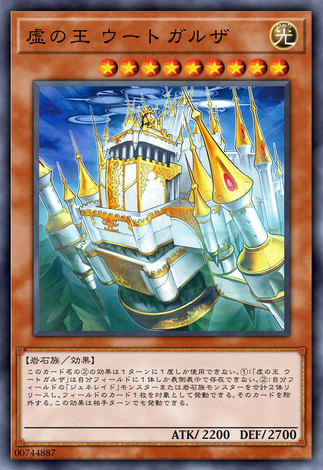 虚の王 ウートガルザ
光
【岩石族／効果】
このカード名の②の効果は１ターンに１度しか使用できない。①：「虚の王 ウ
ートガルザ」は自分フィールドに１体しか表側表示で存在できない。②：自分フィ
ールドの「ジェネレイド」モンスターまたは岩石族モンスターを合計２体リ
リースし、フィールドのカード１枚を対象として発動できる。そのカードを除
外する。この効果は相手ターンでも発動できる。
ATK/ 2200 DEF/2700
00744887